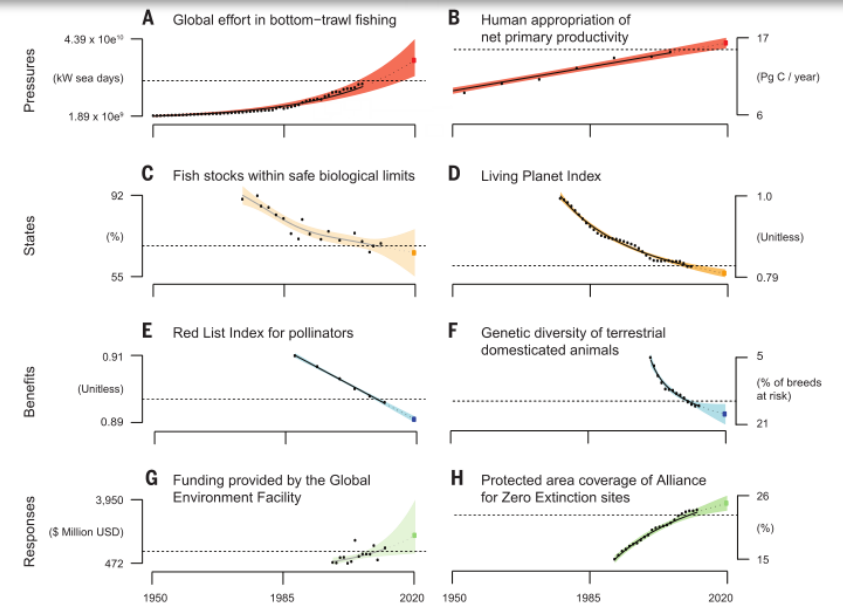 A Global effort in bottom−trawl fishing
4.39 x 10e¹⁰
(kW sea days)
1.89 x 10e⁹
Pressures
B Human appropriation of
net primary productivity
17
(Pg C / year)
6
C Fish stocks within safe biological limits
92
(%)
55
States
D Living Planet Index
1.0
(Unitless)
0.79
E Red List Index for pollinators
0.91
(Unitless)
0.89
Benefits
F Genetic diversity of terrestrial
domesticated animals
5
(% of breeds
at risk)
21
G Funding provided by the Global
Environment Facility
3,950
($ Million USD)
472
Responses
H Protected area coverage of Alliance
for Zero Extinction sites
26
(%)
15
1950 1985 2020
1950 1985 2020